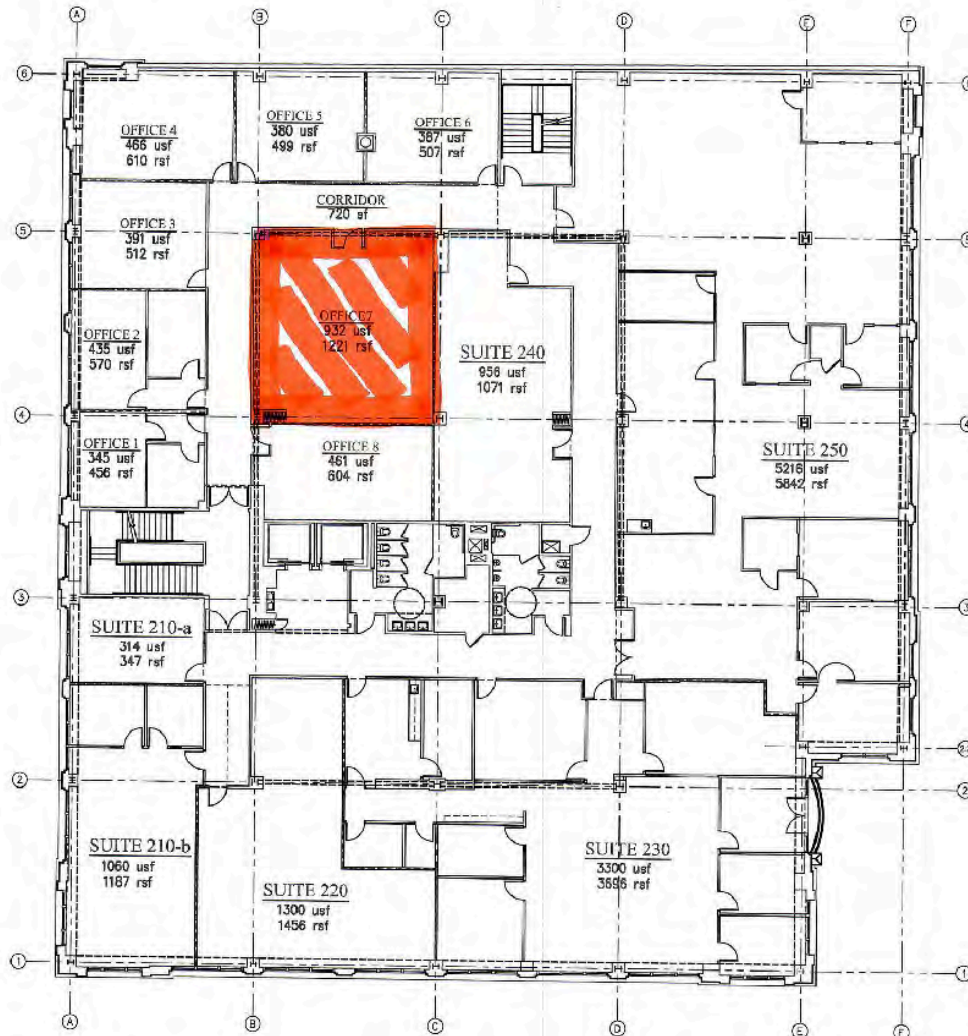 A B C D E F
6
OFFICE 4
466 usf
610 rsf
OFFICE 5
380 usf
499 rsf
OFFICE 6
387 usf
507 rsf
CORRIDOR
720 sf
5
OFFICE 3
391 usf
512 rsf
OFFICE 7
932 usf
1221 rsf
OFFICE 2
435 usf
570 rsf
SUITE 240
956 usf
1071 rsf
4
4
OFFICE 1
345 usf
456 rsf
OFFICE 8
461 usf
604 rsf
SUITE 250
5216 usf
5842 rsf
3
3
SUITE 210-a
314 usf
347 rsf
2
2
SUITE 210-b
1060 usf
1187 rsf
SUITE 220
1300 usf
1456 rsf
SUITE 230
3300 usf
3696 rsf
1
1
A B C D E F